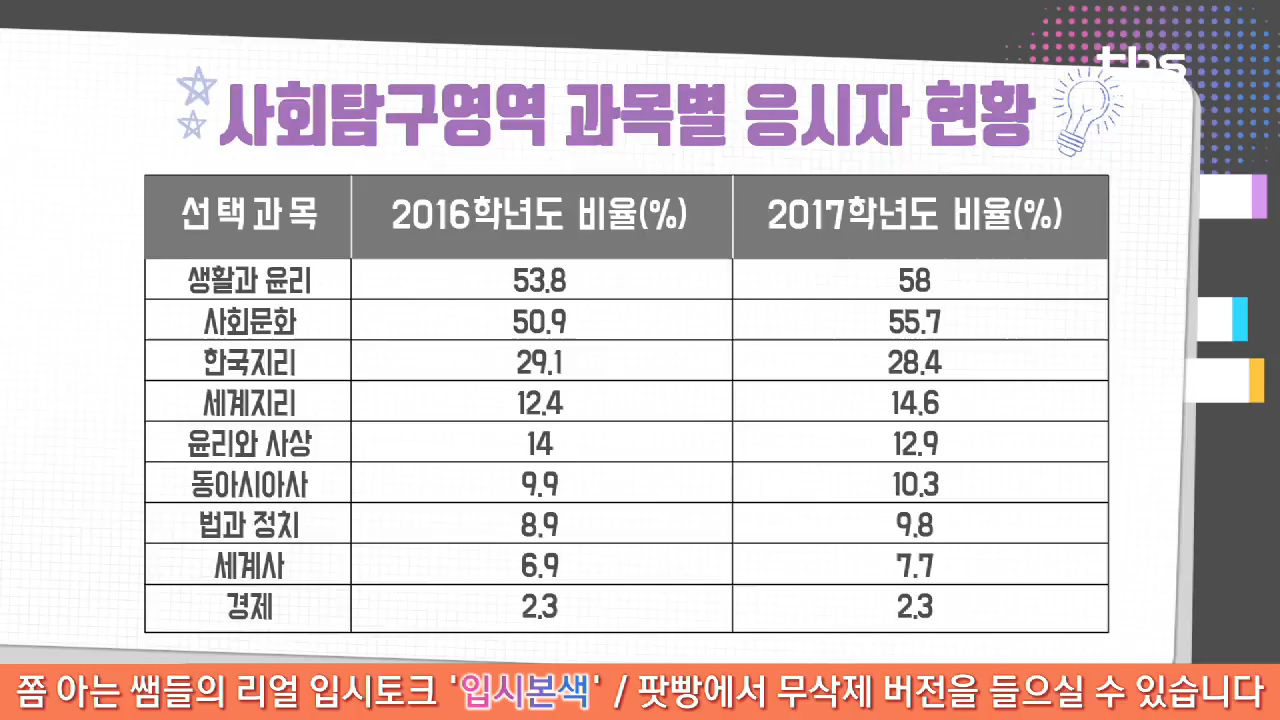 tbs
사회탐구영역 과목별 응시자 현황
선택과목 2016학년도 비율(%) 2017학년도 비율(%)
생활과 윤리 53.8 58
사회문화 50.9 55.7
한국지리 29.1 28.4
세계지리 12.4 14.6
윤리와 사상 14 12.9
동아시아사 9.9 10.3
법과 정치 8.9 9.8
세계사 6.9 7.7
경제 2.3 2.3
쫌 아는 쌤들의 리얼 입시토크 '입시본색' / 팟빵에서 무삭제 버전을 들으실 수 있습니다